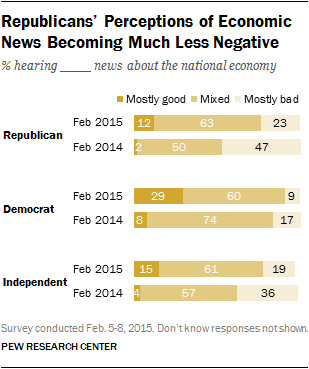 Republicans' Perceptions of Economic
News Becoming Much Less Negative
% hearing ____ news about the national economy
Mostly good Mixed Mostly bad
Republican
Feb 2015 12 63 23
Feb 2014 2 50 47
Democrat
Feb 2015 29 60 9
Feb 2014 8 74 17
Independent
Feb 2015 15 61 19
Feb 2014 4 57 36
Survey conducted Feb. 5-8, 2015. Don't know responses not shown.
PEW RESEARCH CENTER